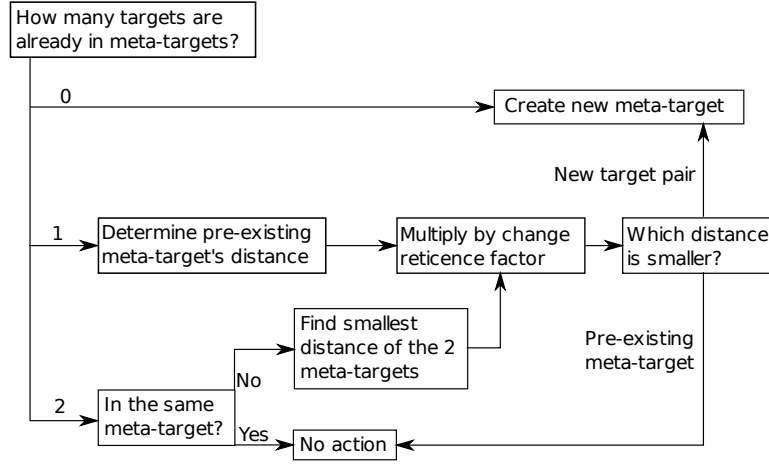 How many targets are
already in meta-targets?
0
Create new meta-target
New target pair
1
Determine pre-existing
meta-target's distance
Multiply by change
reticence factor
Which distance
is smaller?
Find smallest
distance of the 2
meta-targets
Pre-existing
meta-target
No
2
In the same
meta-target?
Yes
No action